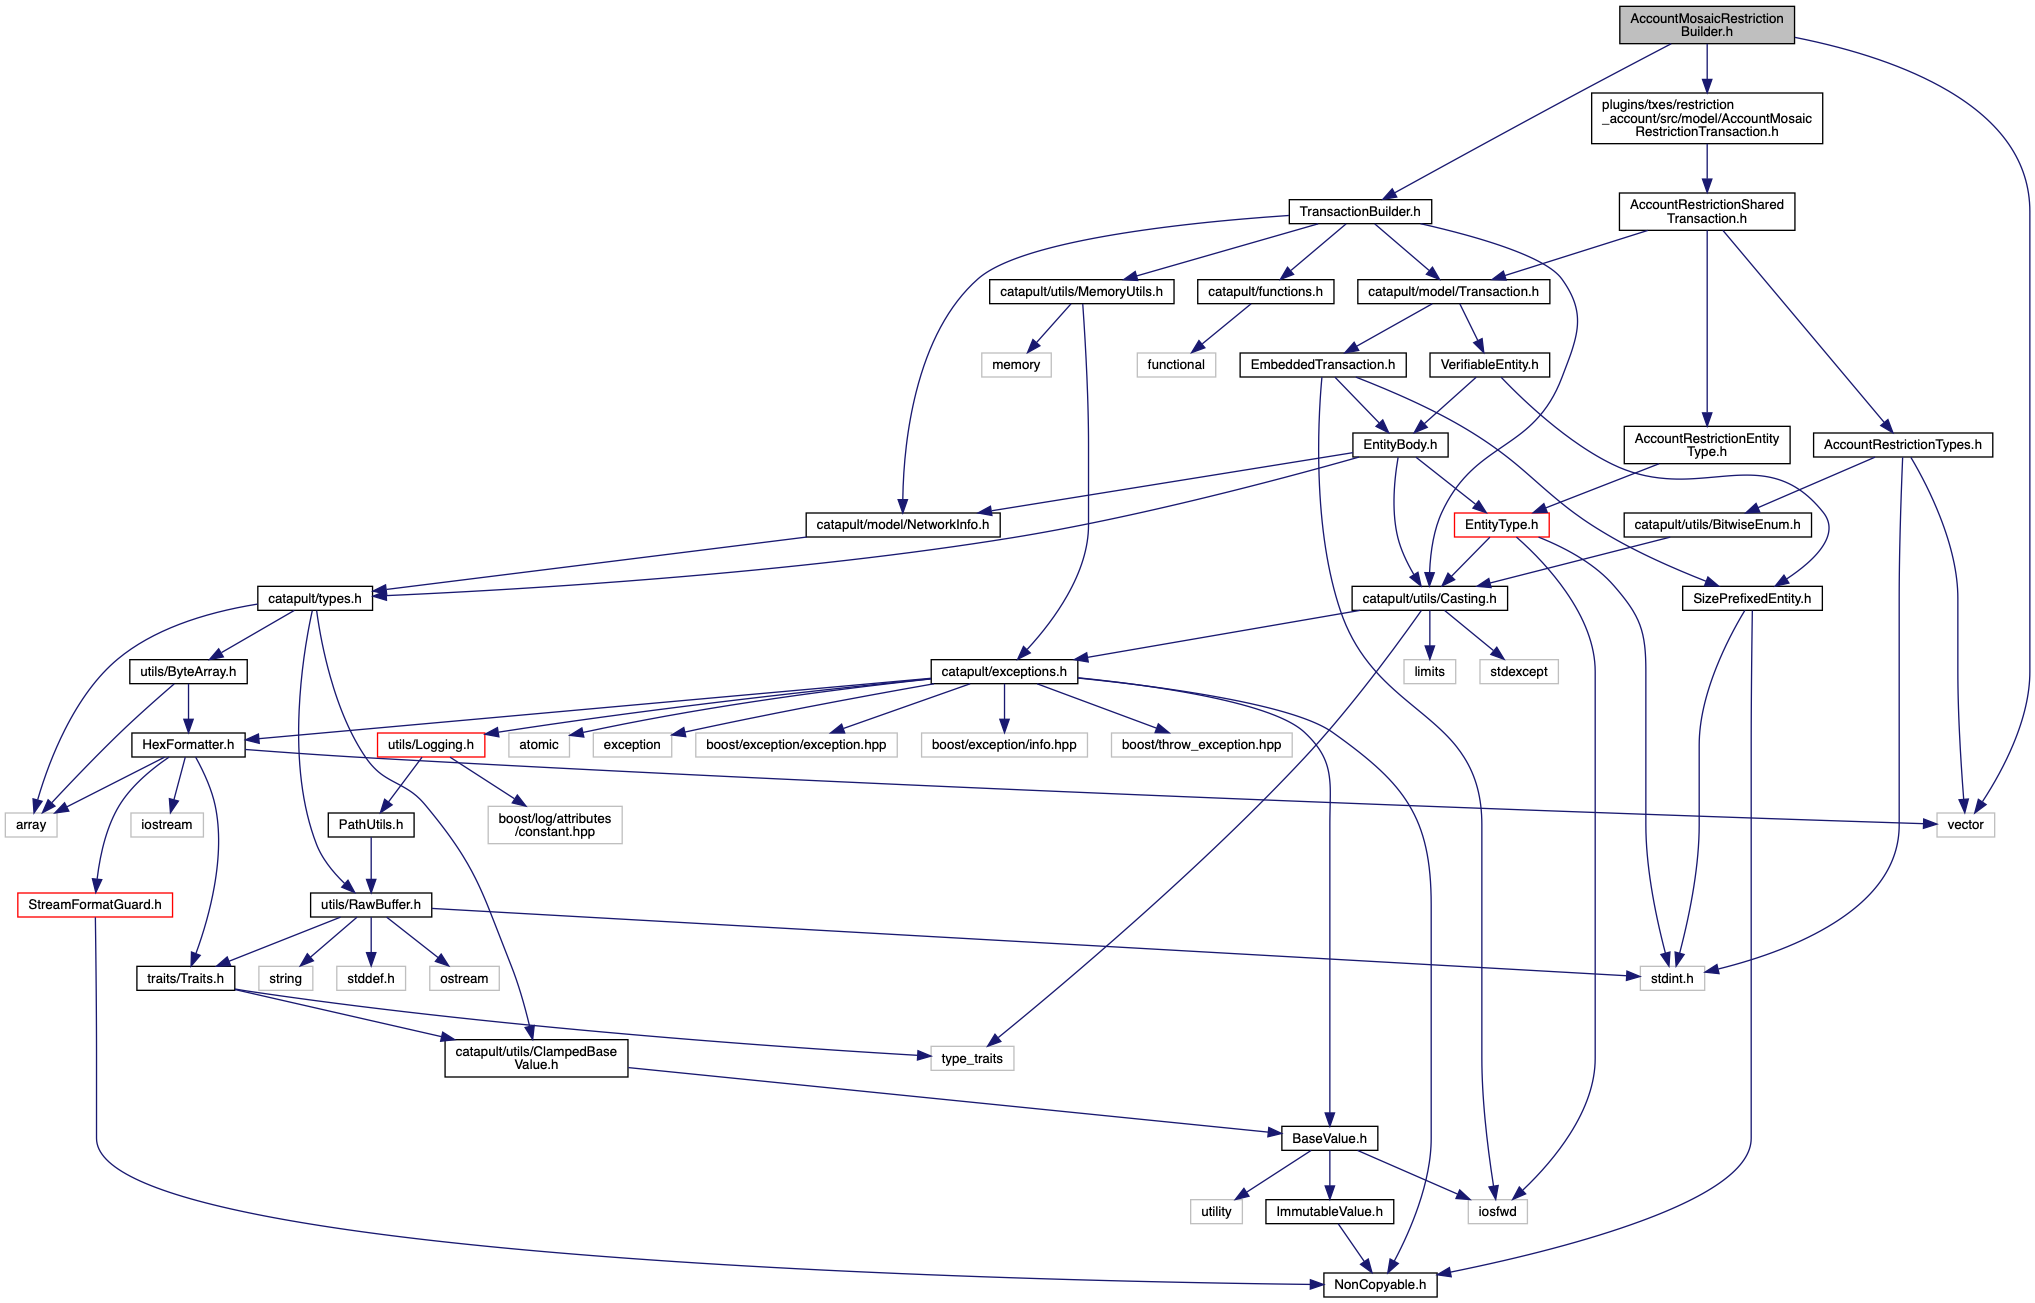 AccountMosaicRestriction
Builder.h
plugins/txes/restriction
_account/src/model/AccountMosaic
RestrictionTransaction.h
TransactionBuilder.h
AccountRestrictionShared
Transaction.h
catapult/utils/MemoryUtils.h
catapult/functions.h
catapult/model/Transaction.h
memory
functional
EmbeddedTransaction.h
VerifiableEntity.h
EntityBody.h
AccountRestrictionEntity
Type.h
AccountRestrictionTypes.h
catapult/model/NetworkInfo.h
EntityType.h
catapult/utils/BitwiseEnum.h
catapult/types.h
catapult/utils/Casting.h
SizePrefixedEntity.h
utils/ByteArray.h
catapult/exceptions.h
limits
stdexcept
HexFormatter.h
utils/Logging.h
atomic
exception
boost/exception/exception.hpp
boost/exception/info.hpp
boost/throw_exception.hpp
array
iostream
PathUtils.h
boost/log/attributes
/constant.hpp
vector
StreamFormatGuard.h
utils/RawBuffer.h
traits/Traits.h
string
stddef.h
ostream
stdint.h
catapult/utils/ClampedBase
Value.h
type_traits
BaseValue.h
utility
ImmutableValue.h
iosfwd
NonCopyable.h